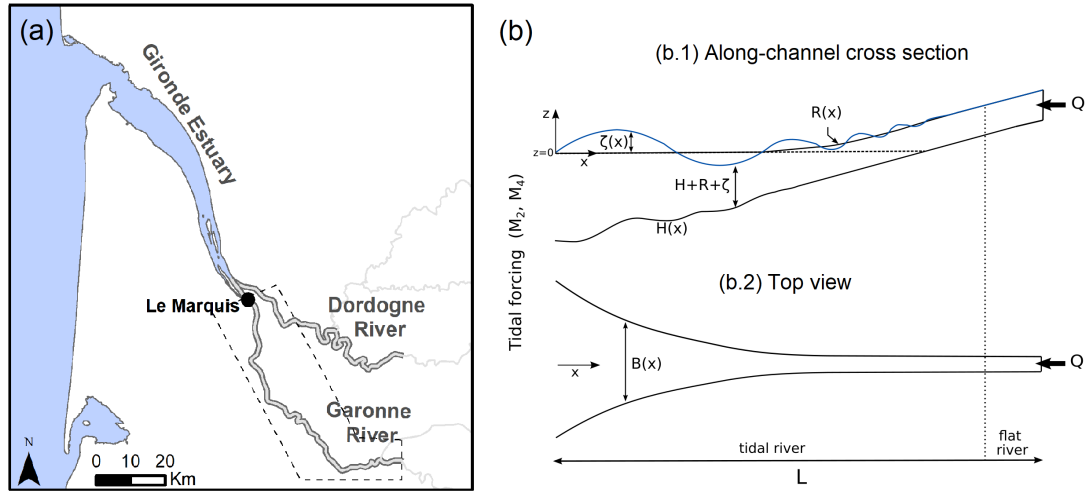 (a)
Gironde Estuary
Le Marquis
Dordogne
River
Garonne
River
N
0 10 20
Km
(b)
(b.1) Along-channel cross section
z
z=0
x
ζ(x)
R(x)
Q
H+R+ζ
H(x)
Tidal forcing (M₂, M₄)
(b.2) Top view
x
B(x)
Q
tidal river
flat
river
L